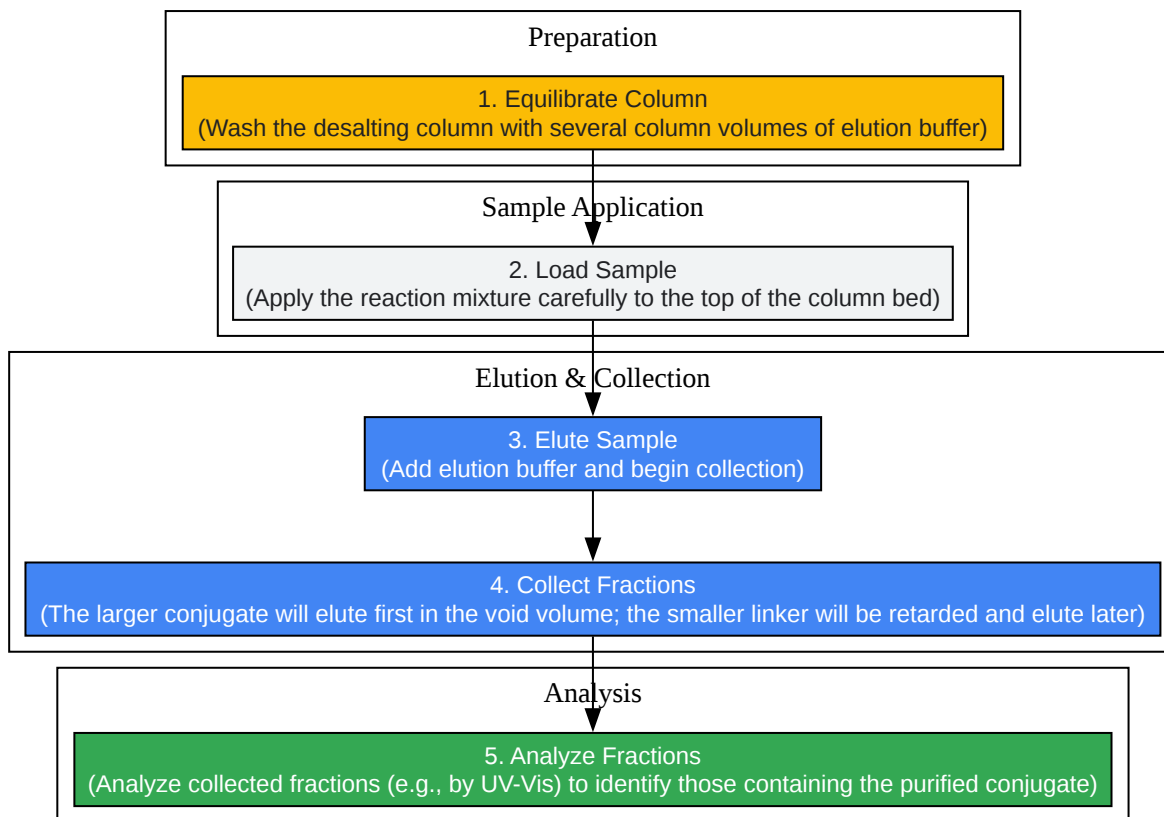 Preparation
1. Equilibrate Column
(Wash the desalting column with several column volumes of elution buffer)
Sample Application
2. Load Sample
(Apply the reaction mixture carefully to the top of the column bed)
Elution & Collection
3. Elute Sample
(Add elution buffer and begin collection)
4. Collect Fractions
(The larger conjugate will elute first in the void volume; the smaller linker will be retarded and elute later)
Analysis
5. Analyze Fractions
(Analyze collected fractions (e.g., by UV-Vis) to identify those containing the purified conjugate)